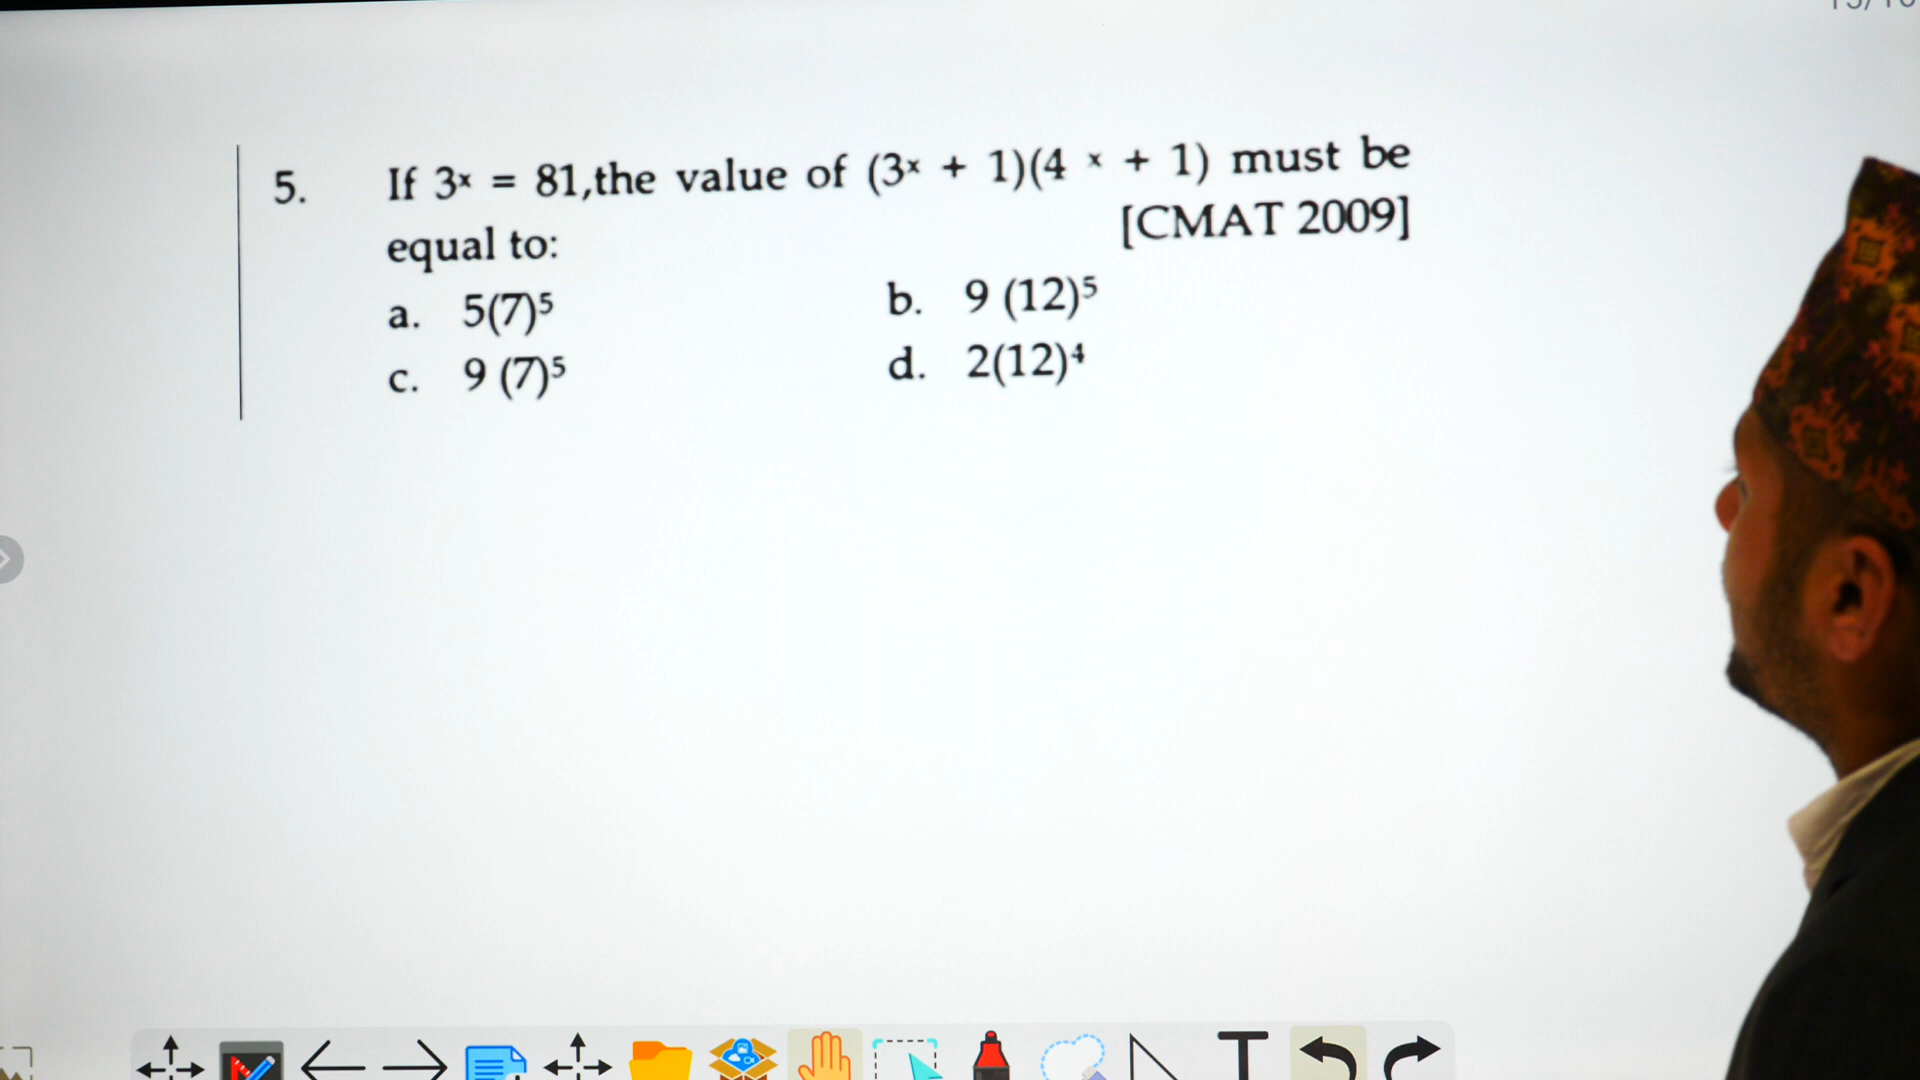 5. If 3ˣ = 81,the value of (3ˣ + 1)(4 ˣ + 1) must be
equal to: [CMAT 2009]
a. 5(7)⁵ b. 9 (12)⁵
c. 9 (7)⁵ d. 2(12)⁴
T